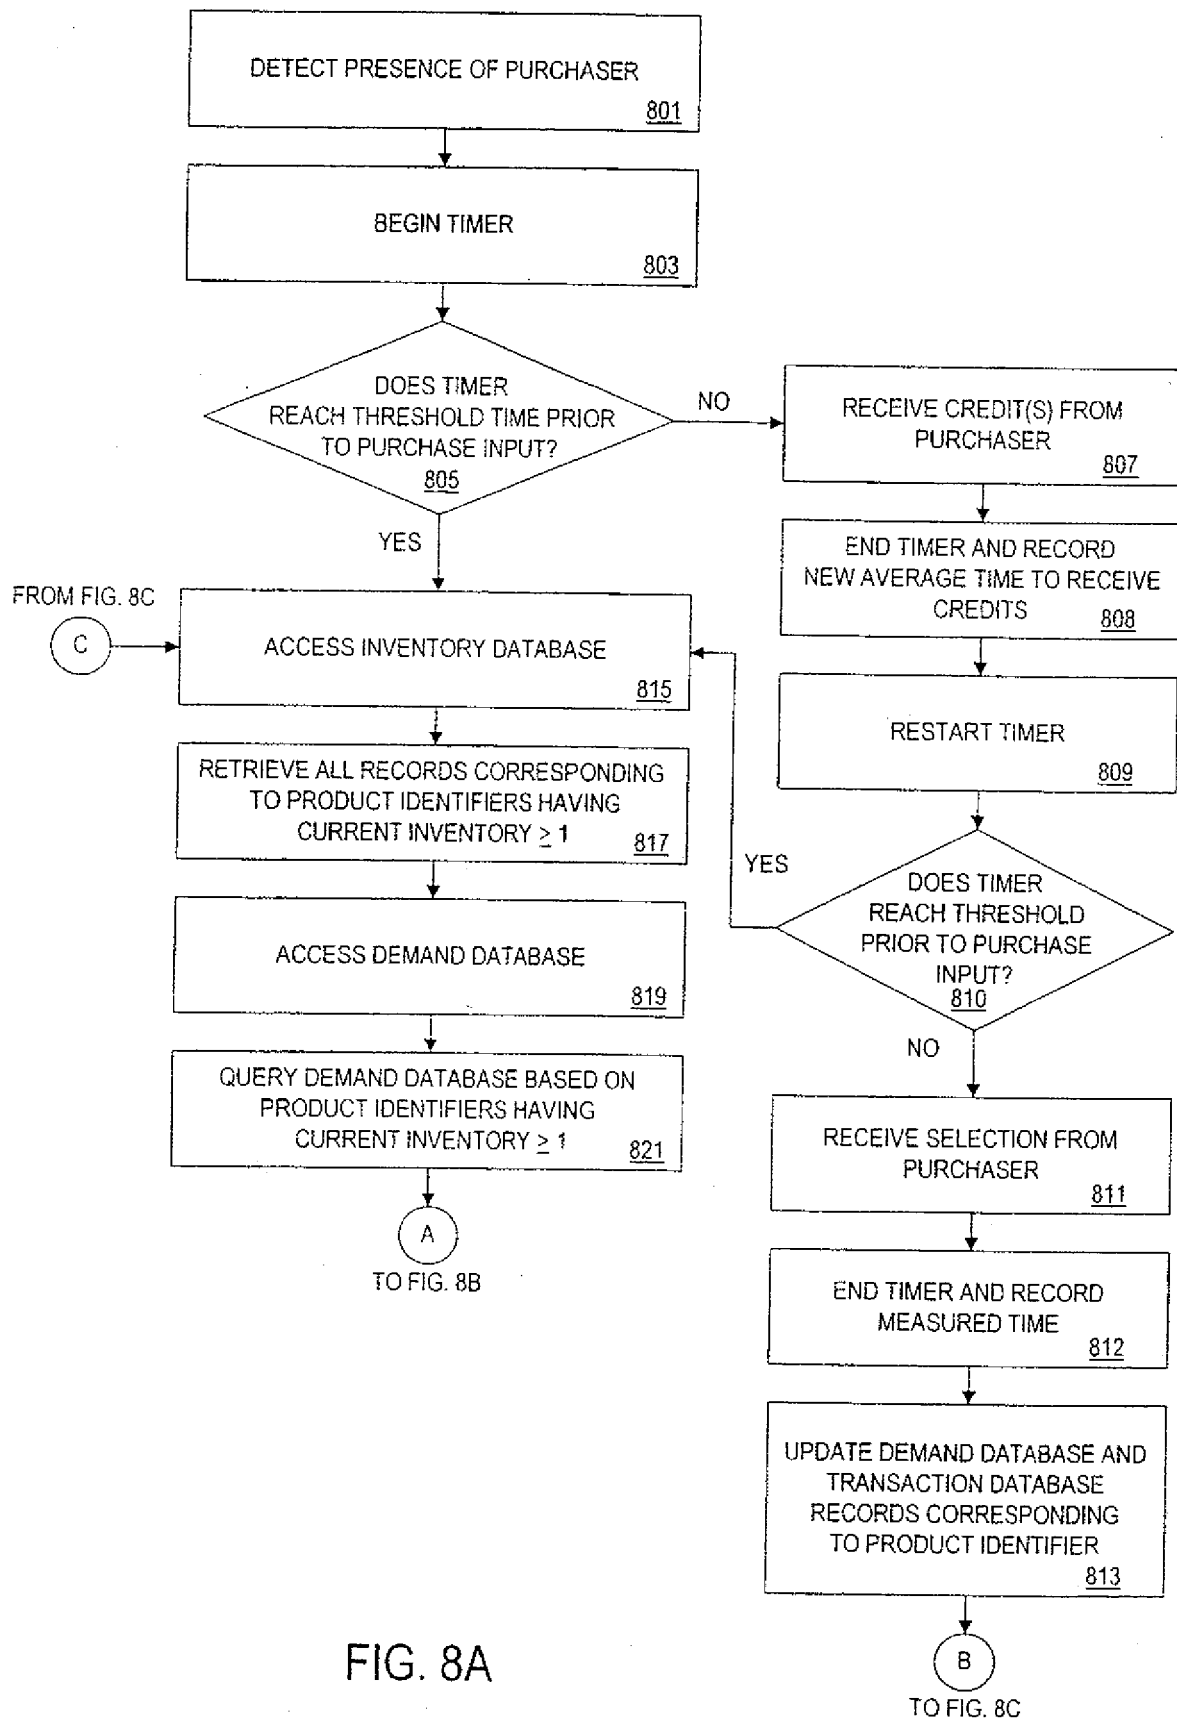 DETECT PRESENCE OF PURCHASER
801
BEGIN TIMER
803
DOES TIMER
REACH THRESHOLD TIME PRIOR
TO PURCHASE INPUT?
805
NO
YES
RECEIVE CREDIT(S) FROM
PURCHASER
807
END TIMER AND RECORD
NEW AVERAGE TIME TO RECEIVE
CREDITS
808
RESTART TIMER
809
DOES TIMER
REACH THRESHOLD
PRIOR TO PURCHASE
INPUT?
810
YES
NO
FROM FIG. 8C
C
ACCESS INVENTORY DATABASE
815
RETRIEVE ALL RECORDS CORRESPONDING
TO PRODUCT IDENTIFIERS HAVING
CURRENT INVENTORY ≥ 1
817
ACCESS DEMAND DATABASE
819
QUERY DEMAND DATABASE BASED ON
PRODUCT IDENTIFIERS HAVING
CURRENT INVENTORY ≥ 1
821
A
TO FIG. 8B
RECEIVE SELECTION FROM
PURCHASER
811
END TIMER AND RECORD
MEASURED TIME
812
UPDATE DEMAND DATABASE AND
TRANSACTION DATABASE
RECORDS CORRESPONDING
TO PRODUCT IDENTIFIER
813
B
TO FIG. 8C
FIG. 8A